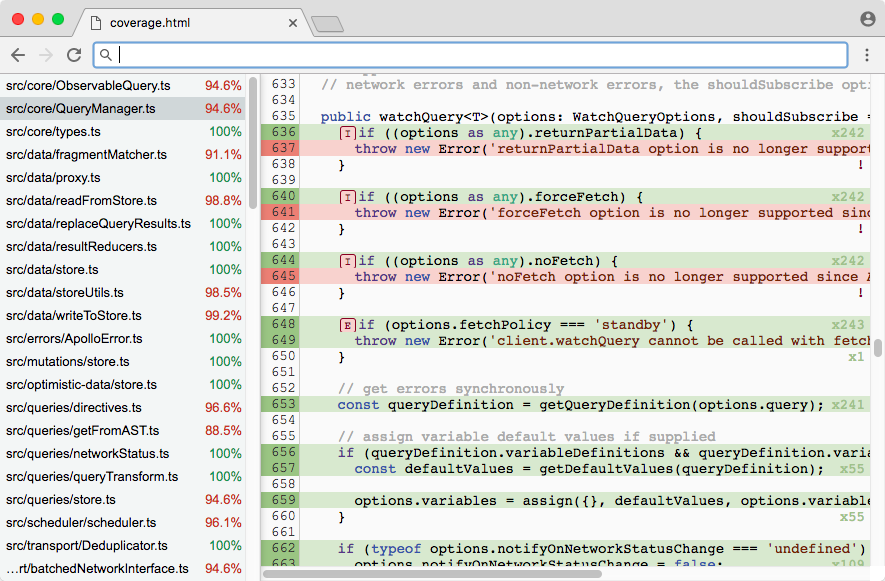 coverage.html
src/core/ObservableQuery.ts 94.6%
src/core/QueryManager.ts 94.6%
src/core/types.ts 100%
src/data/fragmentMatcher.ts 91.1%
src/data/proxy.ts 100%
src/data/readFromStore.ts 98.8%
src/data/replaceQueryResults.ts 100%
src/data/resultReducers.ts 100%
src/data/store.ts 100%
src/data/storeUtils.ts 98.5%
src/data/writeToStore.ts 99.2%
src/errors/ApolloError.ts 100%
src/mutations/store.ts 100%
src/optimistic-data/store.ts 100%
src/queries/directives.ts 96.6%
src/queries/getFromAST.ts 88.5%
src/queries/networkStatus.ts 100%
src/queries/queryTransform.ts 100%
src/queries/store.ts 94.6%
src/scheduler/scheduler.ts 96.1%
src/transport/Deduplicator.ts 100%
…rt/batchedNetworkInterface.ts 94.6%
633 // network errors and non-network errors, the shouldSubscribe opti
634
635 public watchQuery<T>(options: WatchQueryOptions, shouldSubscribe =
636 I if ((options as any).returnPartialData) { x242
637 throw new Error('returnPartialData option is no longer support
638 } !
639
640 I if ((options as any).forceFetch) { x242
641 throw new Error('forceFetch option is no longer supported sinc
642 } !
643
644 I if ((options as any).noFetch) { x242
645 throw new Error('noFetch option is no longer supported since
646 } !
647
648 E if (options.fetchPolicy === 'standby') { x243
649 throw new Error('client.watchQuery cannot be called with fetch
650 } x1
651
652 // get errors synchronously
653 const queryDefinition = getQueryDefinition(options.query); x241
654
655 // assign variable default values if supplied
656 if (queryDefinition.variableDefinitions && queryDefinition.varia
657 const defaultValues = getDefaultValues(queryDefinition); x55
658
659 options.variables = assign({}, defaultValues, options.variable
660 } x55
661
662 if (typeof options.notifyOnNetworkStatusChange === 'undefined')
663 options.notifyOnNetworkStatusChange = false; x109